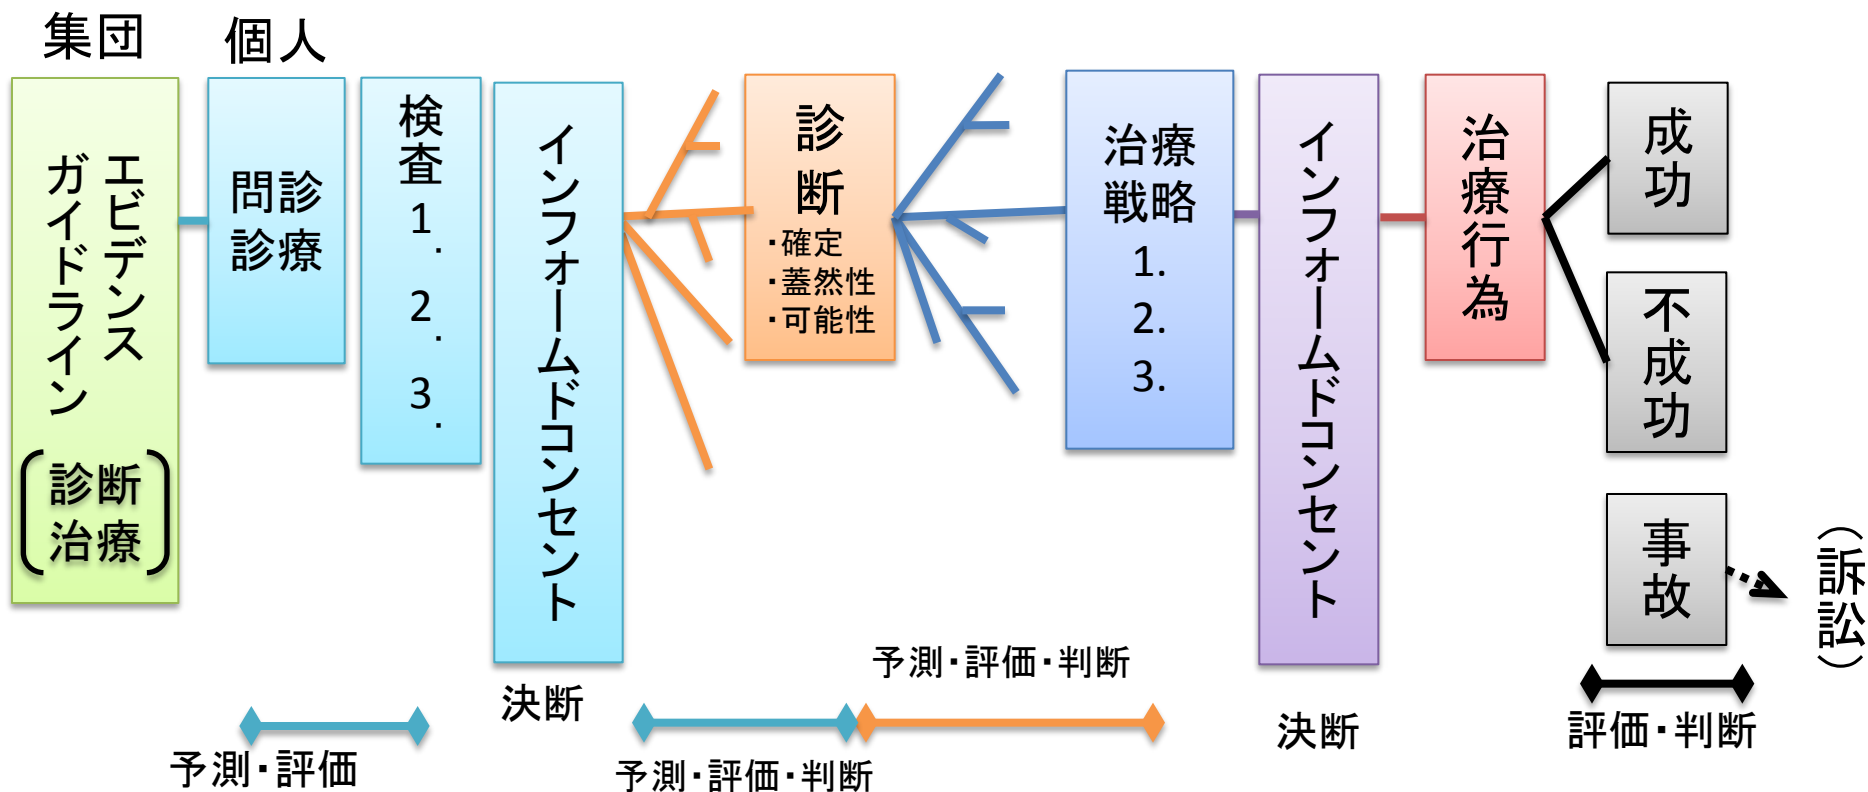 集団
個人
エビデンス
ガイドライン
診断
治療
問診
診療
検査
1.
2.
3.
インフォームドコンセント
診断
・確定
・蓋然性
・可能性
治療
戦略
1.
2.
3.
インフォームドコンセント
治療行為
成功
不成功
事故
（訴訟）
予測・評価
決断
予測・評価・判断
予測・評価・判断
決断
評価・判断